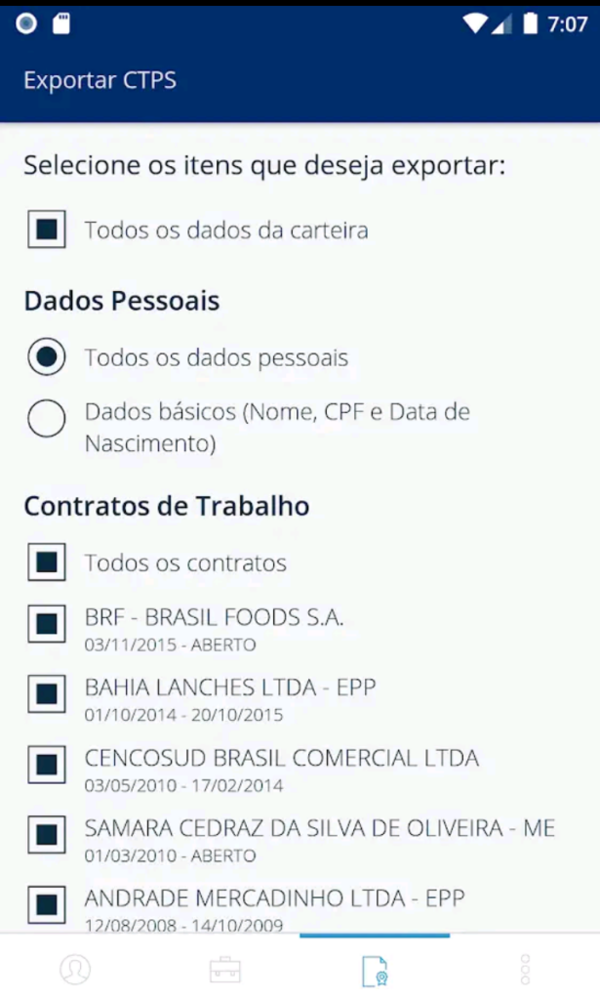 7:07
Exportar CTPS
Selecione os itens que deseja exportar:
Todos os dados da carteira
Dados Pessoais
Todos os dados pessoais
Dados básicos (Nome, CPF e Data de
Nascimento)
Contratos de Trabalho
Todos os contratos
BRF - BRASIL FOODS S.A.
03/11/2015 - ABERTO
BAHIA LANCHES LTDA - EPP
01/10/2014 - 20/10/2015
CENCOSUD BRASIL COMERCIAL LTDA
03/05/2010 - 17/02/2014
SAMARA CEDRAZ DA SILVA DE OLIVEIRA - ME
01/03/2010 - ABERTO
ANDRADE MERCADINHO LTDA - EPP
12/08/2008 - 14/10/2009